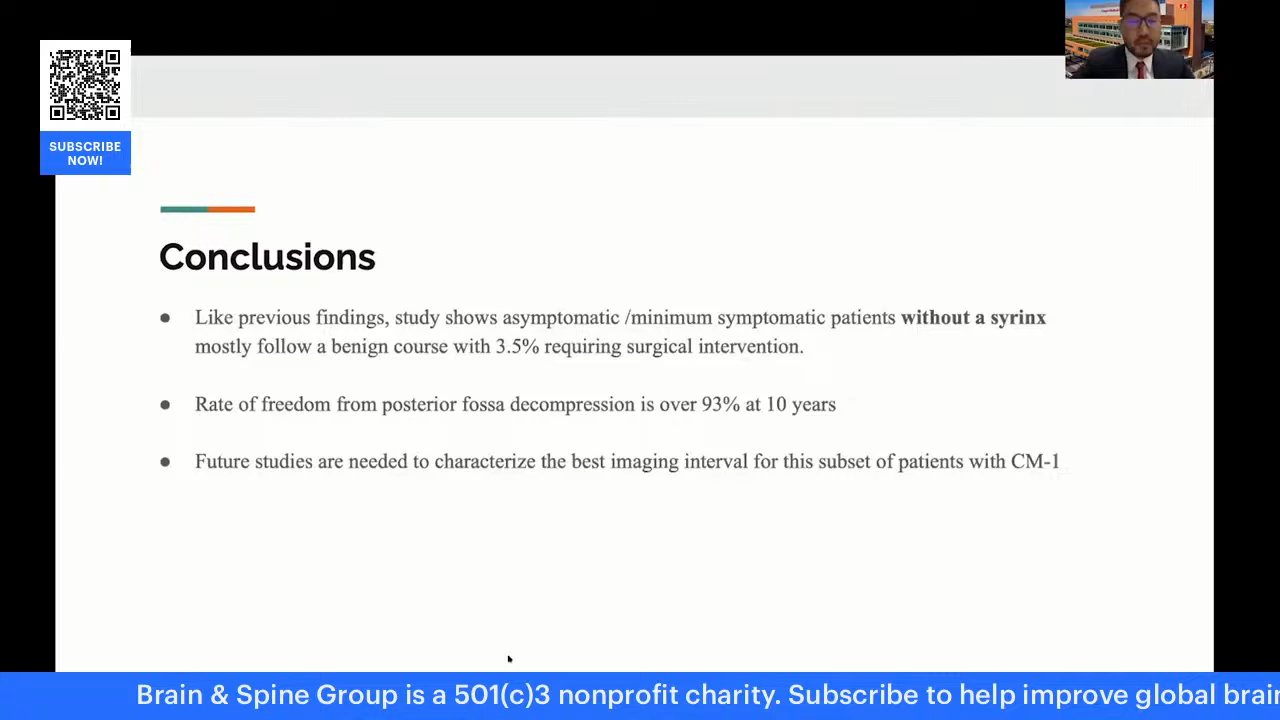 SUBSCRIBE
NOW!
Conclusions
● Like previous findings, study shows asymptomatic /minimum symptomatic patients without a syrinx
mostly follow a benign course with 3.5% requiring surgical intervention.
● Rate of freedom from posterior fossa decompression is over 93% at 10 years
● Future studies are needed to characterize the best imaging interval for this subset of patients with CM-1
Brain & Spine Group is a 501(c)3 nonprofit charity. Subscribe to help improve global brain